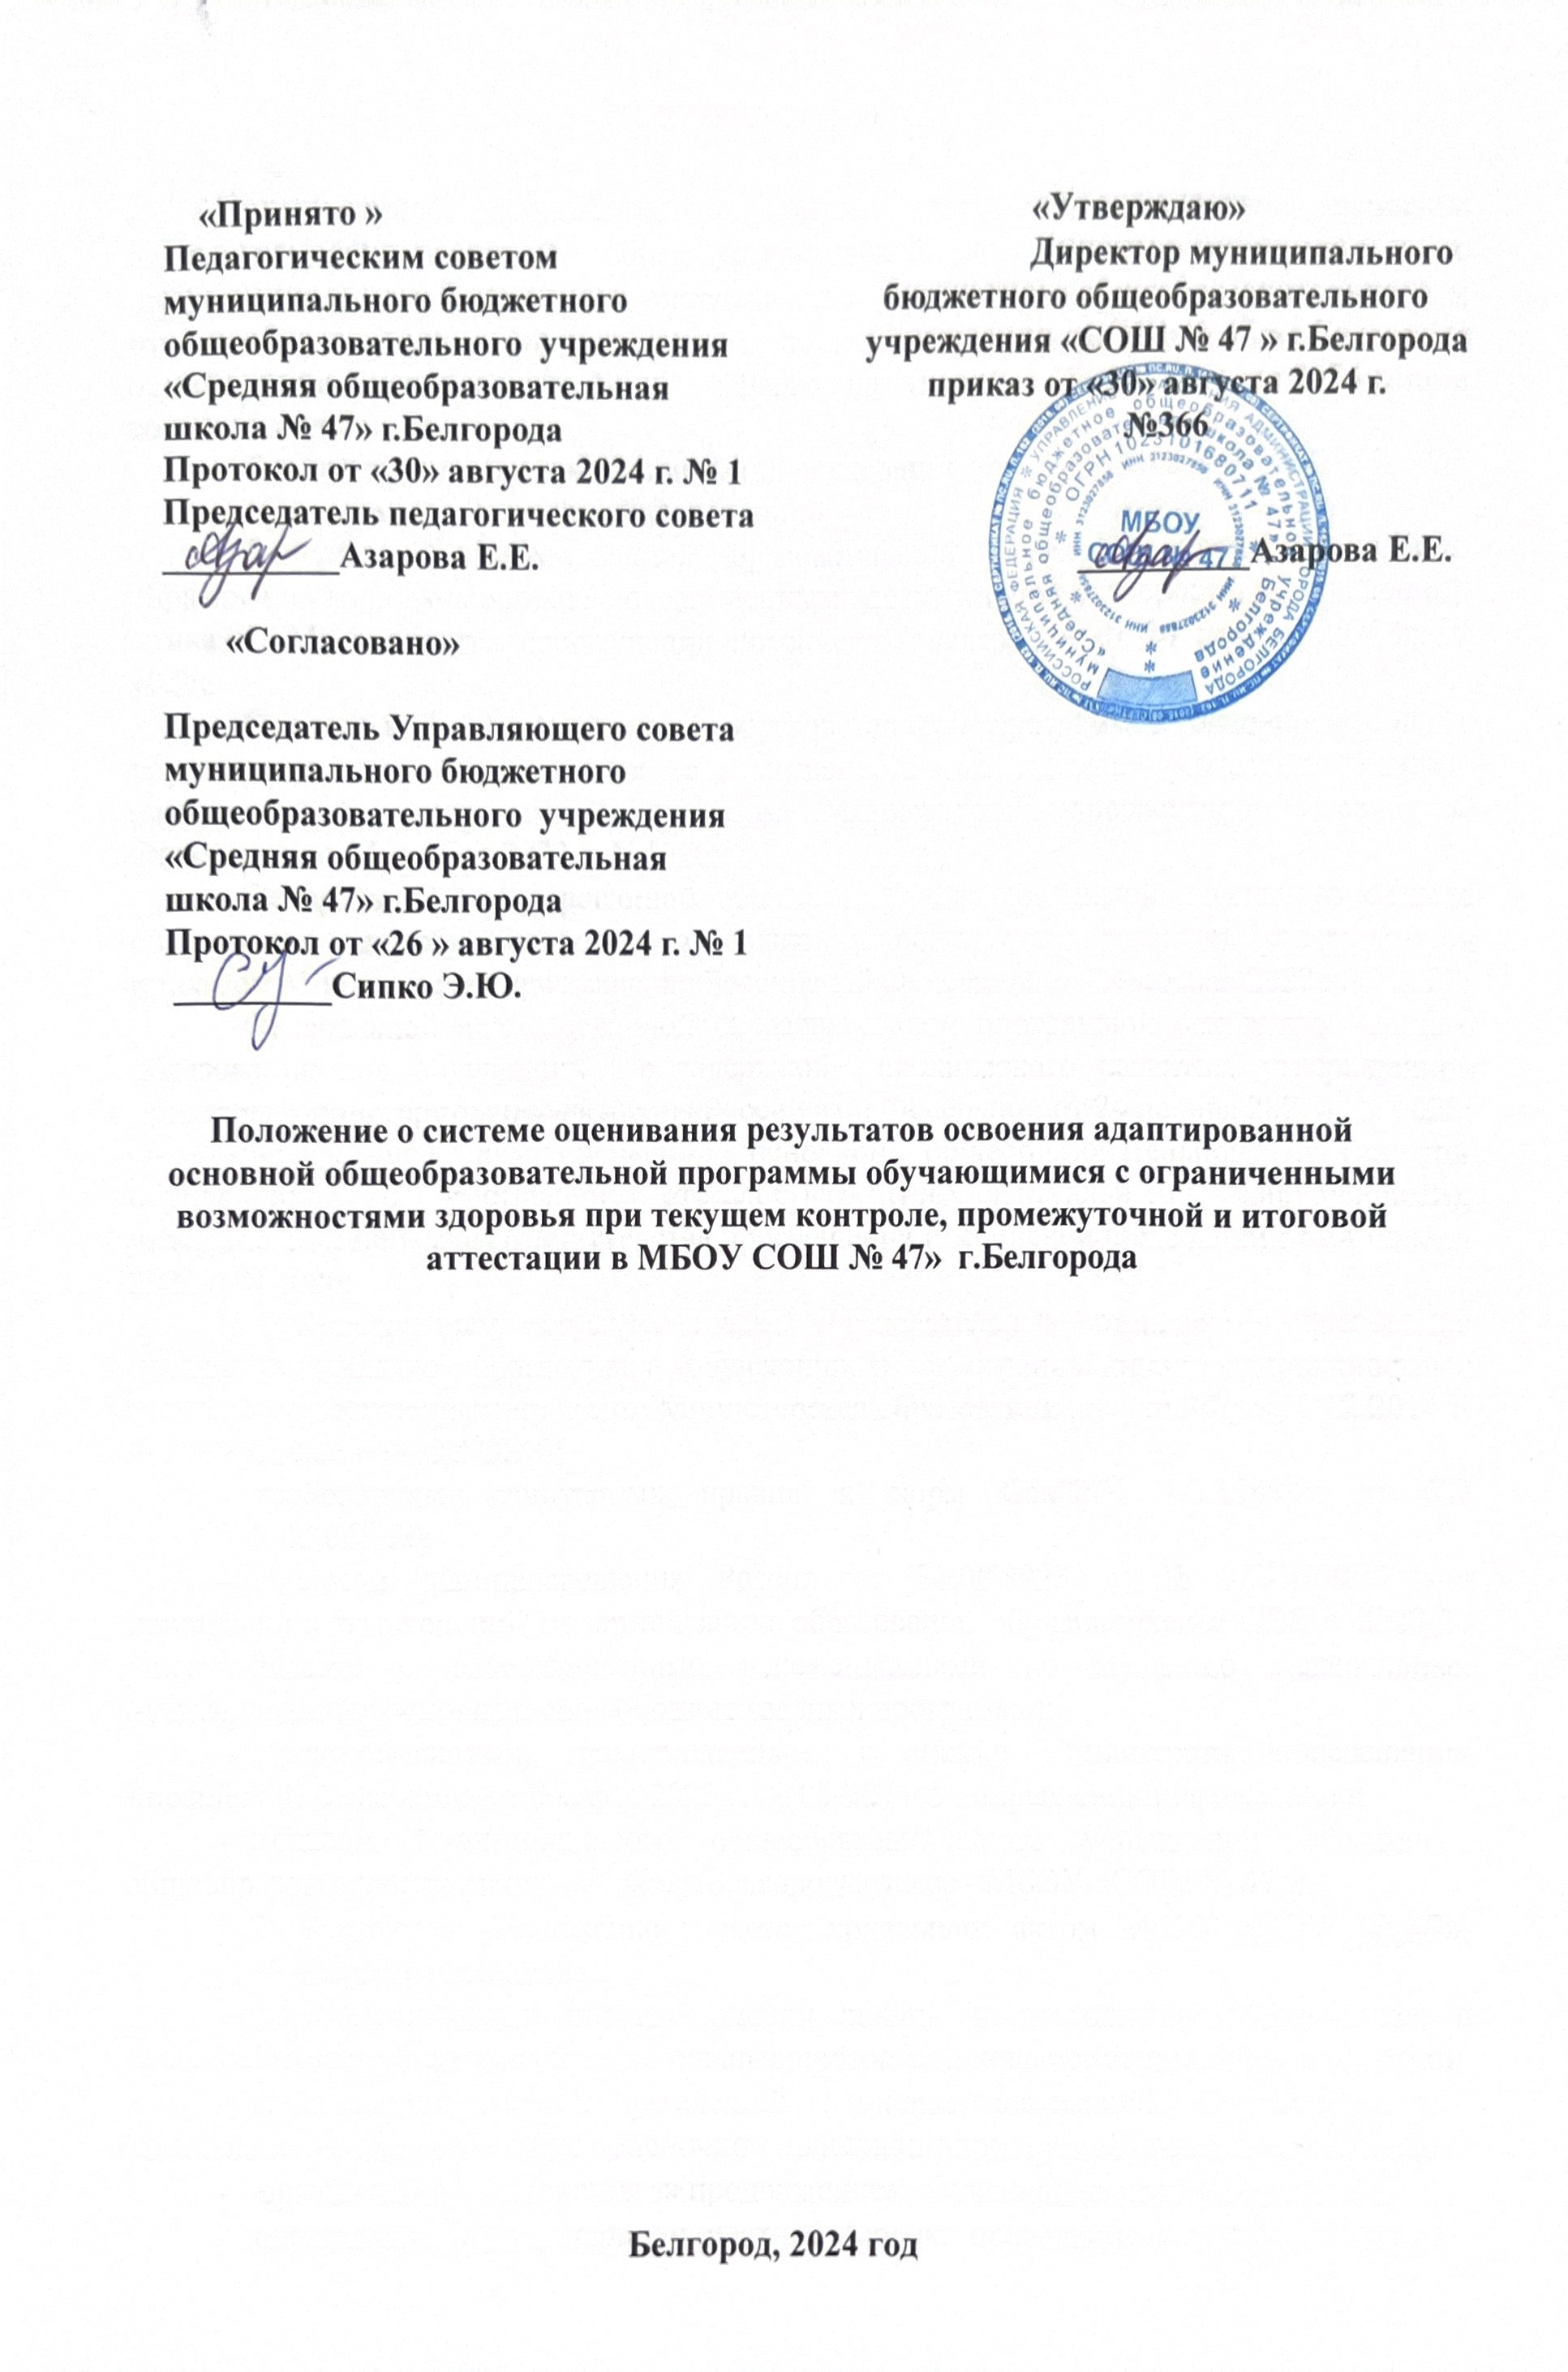 «Принято »
Педагогическим советом
муниципального бюджетного
общеобразовательного  учреждения
«Средняя общеобразовательная
школа № 47» г.Белгорода
Протокол от «30» августа 2024 г. № 1
Председатель педагогического совета
Азарова Е.Е.
«Согласовано»
Председатель Управляющего совета
муниципального бюджетного
общеобразовательного  учреждения
«Средняя общеобразовательная
школа № 47» г.Белгорода
Протокол от «26 » августа 2024 г. № 1
Сипко Э.Ю.
«Утверждаю»
Директор муниципального
бюджетного общеобразовательного
учреждения «СОШ № 47 » г.Белгорода
приказ от «30» августа 2024 г.
№366
Азарова Е.Е.
МБОУ
ОГРН 1023101680711
ИНН 3123027858
Положение о системе оценивания результатов освоения адаптированной
основной общеобразовательной программы обучающимися с ограниченными
возможностями здоровья при текущем контроле, промежуточной и итоговой
аттестации в МБОУ СОШ № 47»  г.Белгорода
Белгород, 2024 год